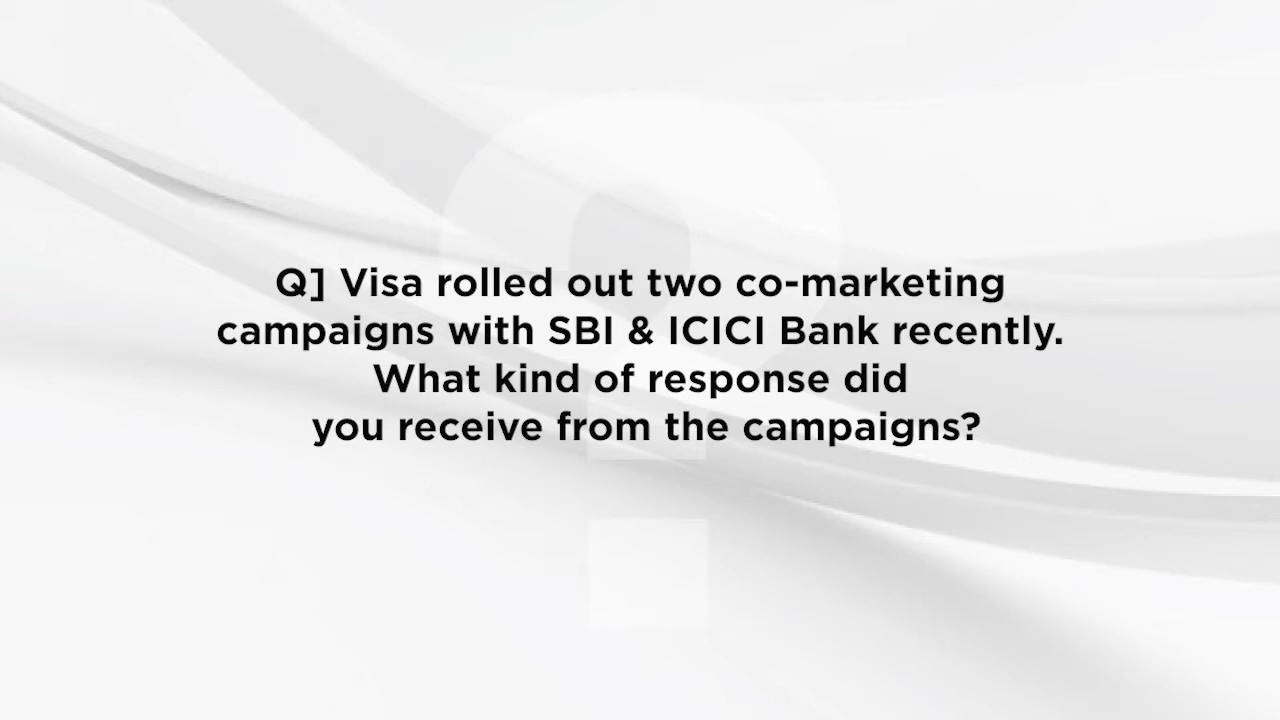 Q] Visa rolled out two co-marketing
campaigns with SBI & ICICI Bank recently.
What kind of response did
you receive from the campaigns?